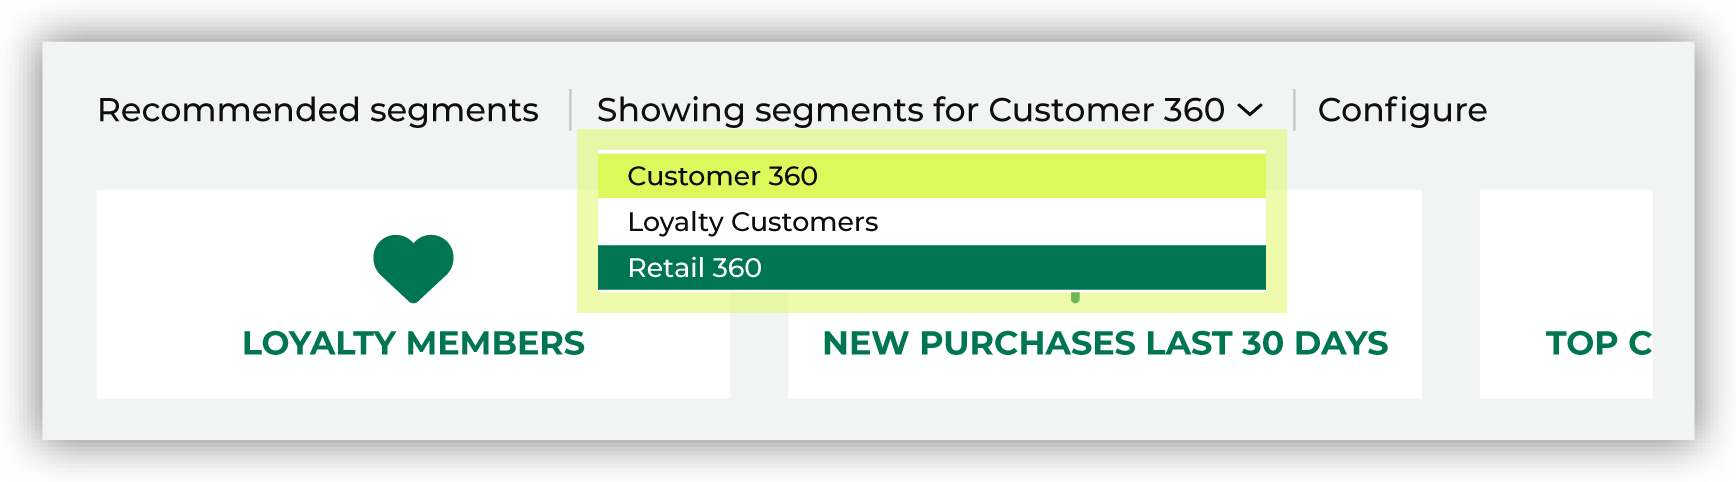 Recommended segments
Showing segments for Customer 360
Configure
Customer 360
Loyalty Customers
Retail 360
LOYALTY MEMBERS
NEW PURCHASES LAST 30 DAYS
TOP C